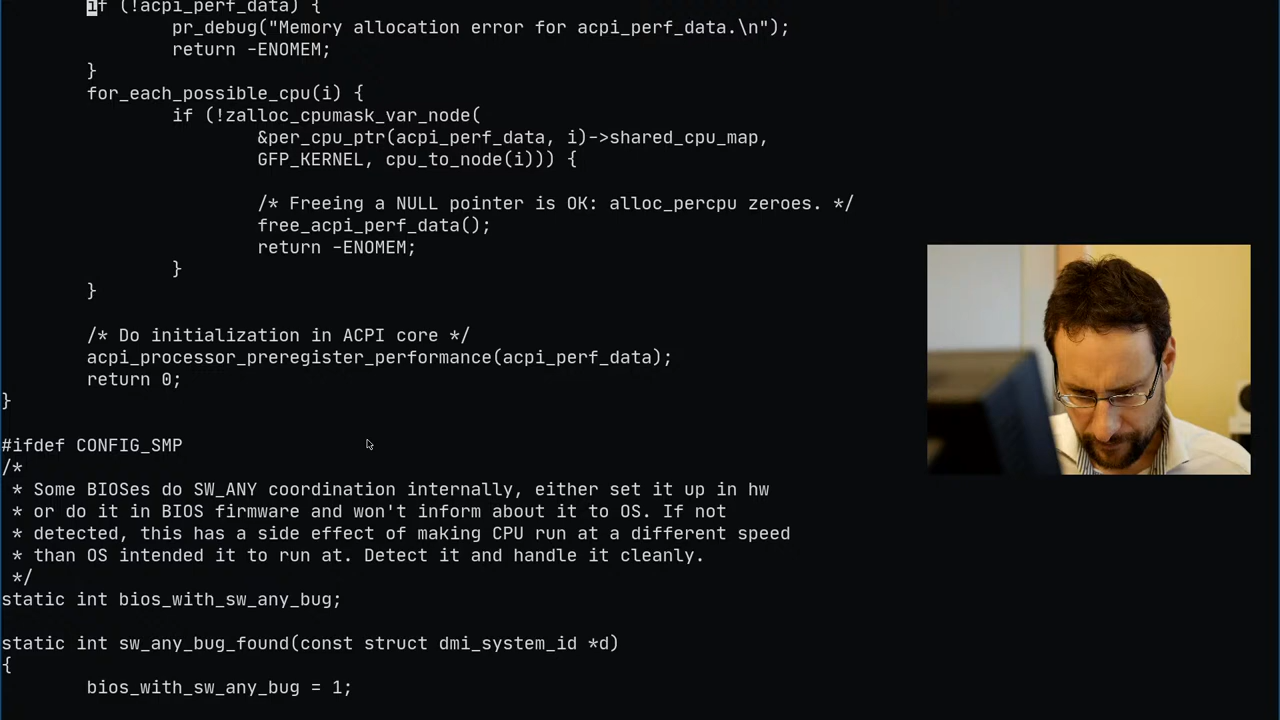 if (!acpi_perf_data) {
pr_debug("Memory allocation error for acpi_perf_data.\n");
return -ENOMEM;
}
for_each_possible_cpu(i) {
if (!zalloc_cpumask_var_node(
&per_cpu_ptr(acpi_perf_data, i)->shared_cpu_map,
GFP_KERNEL, cpu_to_node(i))) {
/* Freeing a NULL pointer is OK: alloc_percpu zeroes. */
free_acpi_perf_data();
return -ENOMEM;
}
}
/* Do initialization in ACPI core */
acpi_processor_preregister_performance(acpi_perf_data);
return 0;
}
#ifdef CONFIG_SMP
/*
* Some BIOSes do SW_ANY coordination internally, either set it up in hw
* or do it in BIOS firmware and won't inform about it to OS. If not
* detected, this has a side effect of making CPU run at a different speed
* than OS intended it to run at. Detect it and handle it cleanly.
*/
static int bios_with_sw_any_bug;
static int sw_any_bug_found(const struct dmi_system_id *d)
{
bios_with_sw_any_bug = 1;